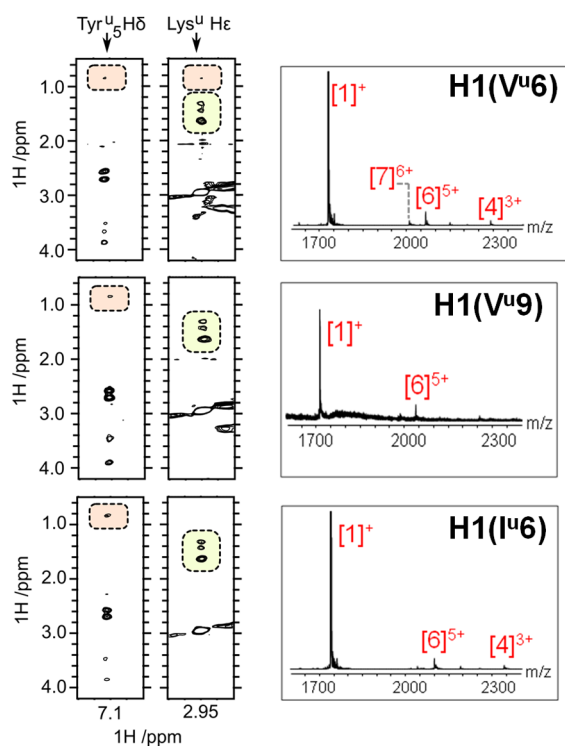 Tyrᵘ₅Hδ Lysᵘ Hε
1H /ppm
1.0
2.0
3.0
4.0
[1]⁺
H1(Vᵘ6)
[7]⁶⁺
[6]⁵⁺
[4]³⁺
1700 2000 2300 m/z
1H /ppm
1.0
2.0
3.0
4.0
[1]⁺
H1(Vᵘ9)
[6]⁵⁺
1700 2000 2300 m/z
1H /ppm
1.0
2.0
3.0
4.0
[1]⁺
H1(Iᵘ6)
[6]⁵⁺
[4]³⁺
1700 2000 2300 m/z
7.1 2.95
1H /ppm